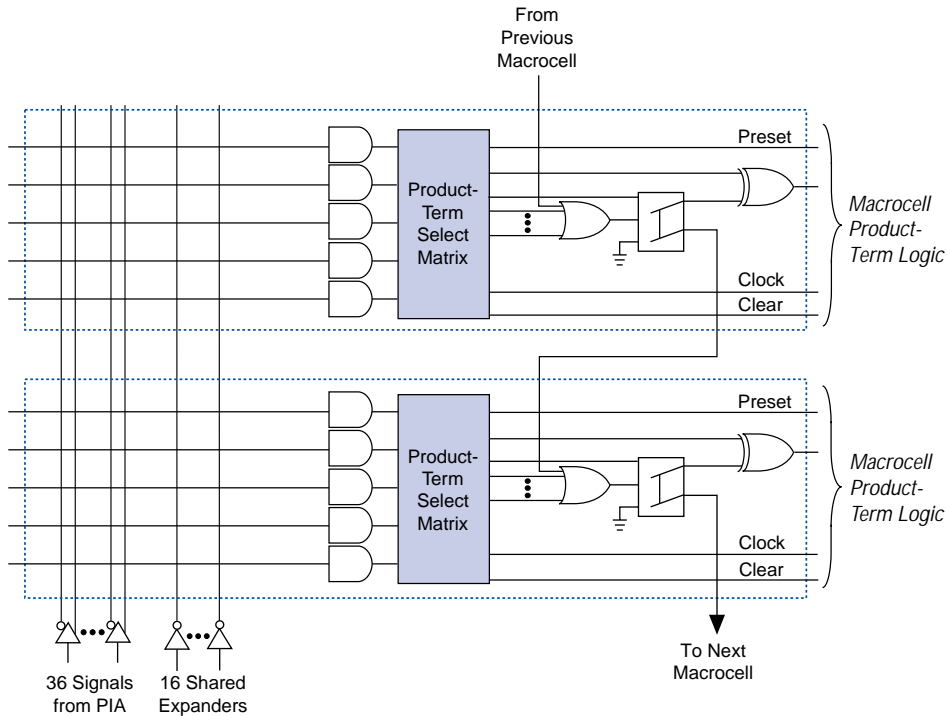 From
Previous
Macrocell
Preset
Product-
Term
Select
Matrix
Macrocell
Product-
Term Logic
Clock
Clear
Preset
Product-
Term
Select
Matrix
Macrocell
Product-
Term Logic
Clock
Clear
36 Signals
from PIA
16 Shared
Expanders
To Next
Macrocell